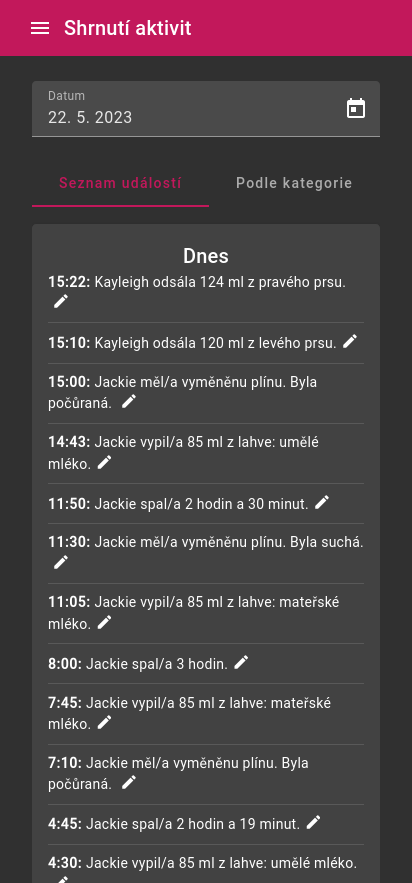 Shrnutí aktivit
Datum
22. 5. 2023
Seznam událostí
Podle kategorie
Dnes
15:22: Kayleigh odsála 124 ml z pravého prsu.
15:10: Kayleigh odsála 120 ml z levého prsu.
15:00: Jackie měl/a vyměněnu plínu. Byla
počůraná.
14:43: Jackie vypil/a 85 ml z lahve: umělé
mléko.
11:50: Jackie spal/a 2 hodin a 30 minut.
11:30: Jackie měl/a vyměněnu plínu. Byla suchá.
11:05: Jackie vypil/a 85 ml z lahve: mateřské
mléko.
8:00: Jackie spal/a 3 hodin.
7:45: Jackie vypil/a 85 ml z lahve: mateřské
mléko.
7:10: Jackie měl/a vyměněnu plínu. Byla
počůraná.
4:45: Jackie spal/a 2 hodin a 19 minut.
4:30: Jackie vypil/a 85 ml z lahve: umělé mléko.